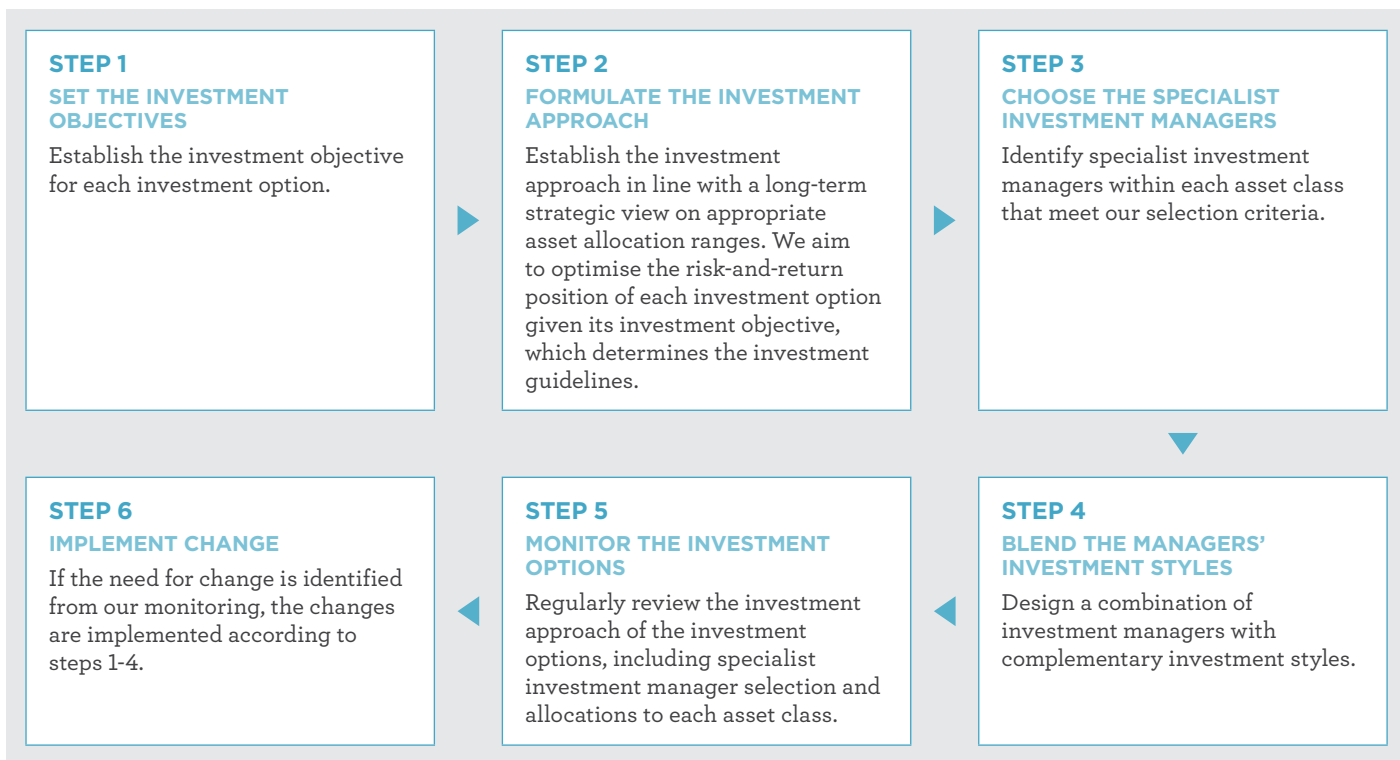 STEP 1
SET THE INVESTMENT
OBJECTIVES
Establish the investment objective
for each investment option.
STEP 2
FORMULATE THE INVESTMENT
APPROACH
Establish the investment
approach in line with a long-term
strategic view on appropriate
asset allocation ranges. We aim
to optimise the risk-and-return
position of each investment option
given its investment objective,
which determines the investment
guidelines.
STEP 3
CHOOSE THE SPECIALIST
INVESTMENT MANAGERS
Identify specialist investment
managers within each asset class
that meet our selection criteria.
STEP 4
BLEND THE MANAGERS’
INVESTMENT STYLES
Design a combination of
investment managers with
complementary investment styles.
STEP 5
MONITOR THE INVESTMENT
OPTIONS
Regularly review the investment
approach of the investment
options, including specialist
investment manager selection and
allocations to each asset class.
STEP 6
IMPLEMENT CHANGE
If the need for change is identified
from our monitoring, the changes
are implemented according to
steps 1-4.